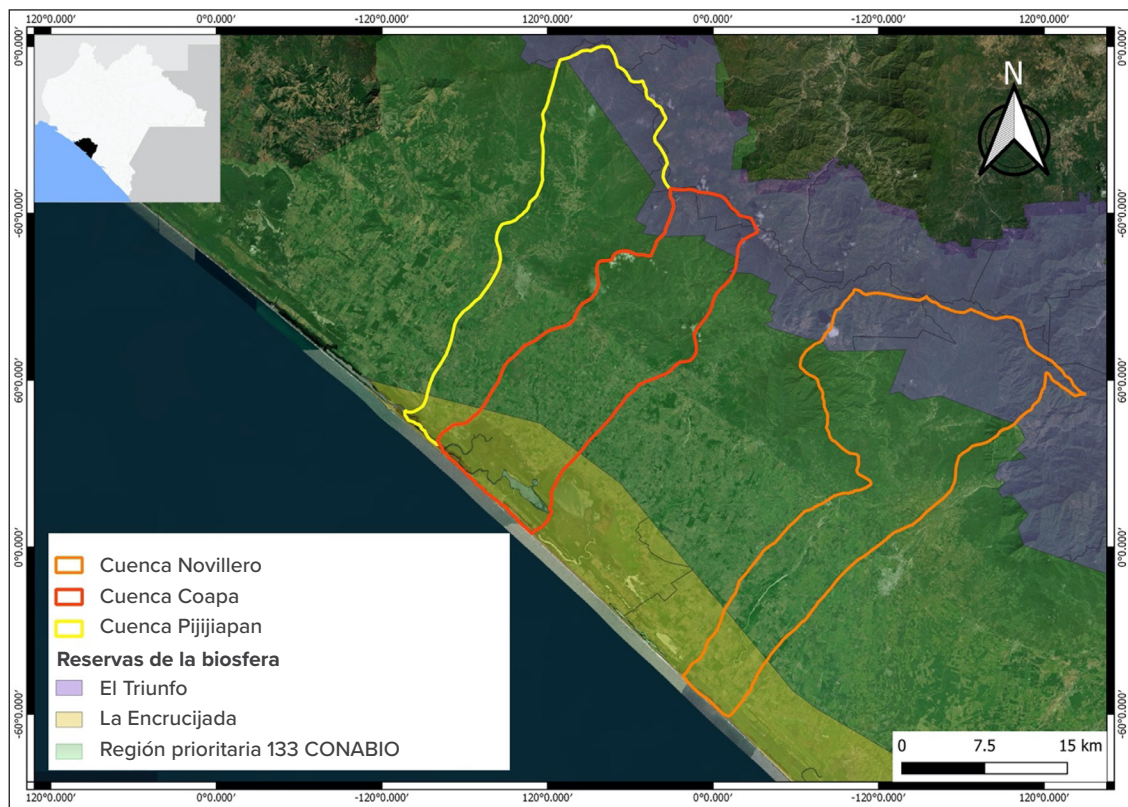 120°0.000′ 0°0.000′ -120°0.000′ 120°0.000′ 0°0.000′ -120°0.000′ 120°0.000′
0°0.000′
-60°0.000′
60°0.000′
0°0.000′
-60°0.000′
N
0°0.000′
-60°0.000′
60°0.000′
0°0.000′
-60°0.000′
Cuenca Novillero
Cuenca Coapa
Cuenca Pijijiapan
Reservas de la biosfera
El Triunfo
La Encrucijada
Región prioritaria 133 CONABIO
0 7.5 15 km
120°0.000′ 0°0.000′ -120°0.000′ 120°0.000′ 0°0.000′ -120°0.000′ 120°0.000′